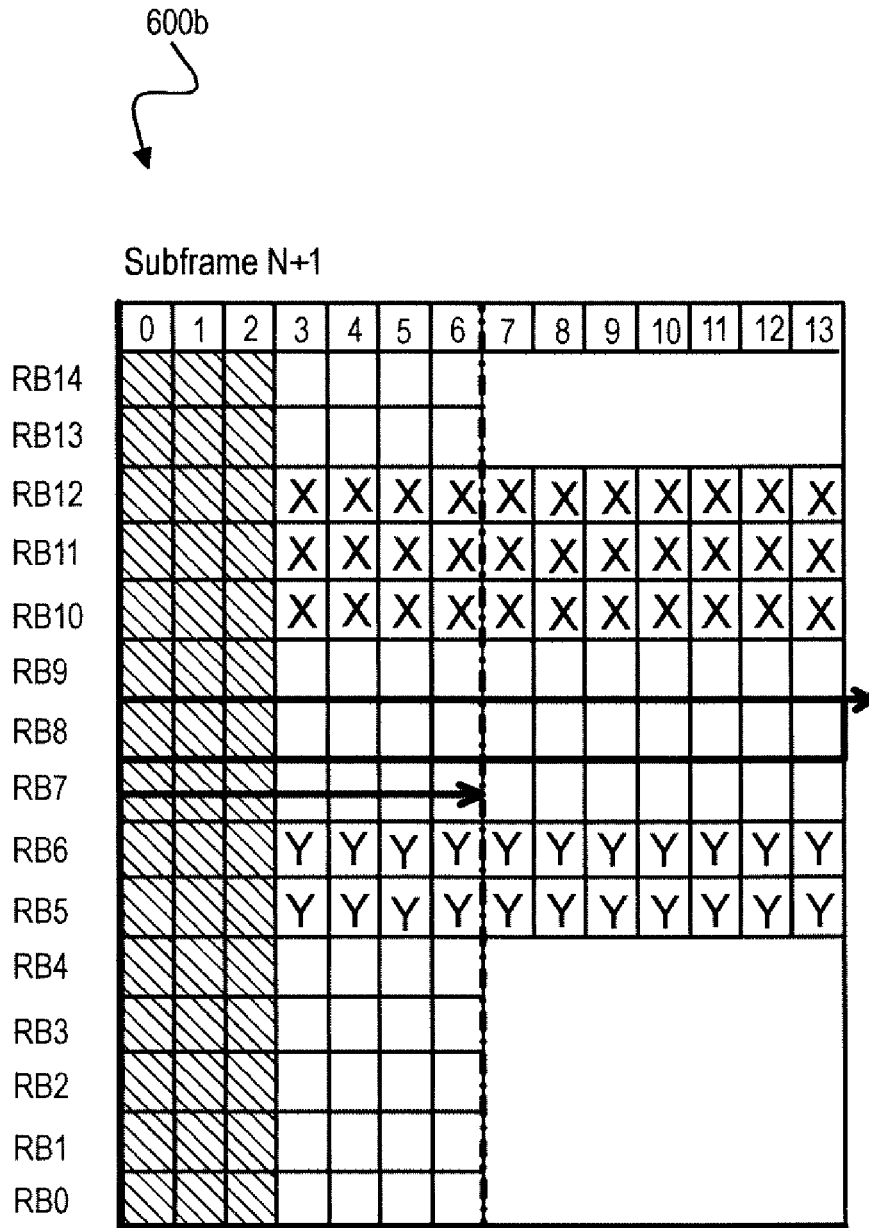 600b
Subframe N+1
0 1 2 3 4 5 6 7 8 9 10 11 12 13
RB14
RB13
RB12 X X X X X X X X X X X
RB11 X X X X X X X X X X X
RB10 X X X X X X X X X X X
RB9
RB8
RB7
RB6 Y Y Y Y Y Y Y Y Y Y Y
RB5 Y Y Y Y Y Y Y Y Y Y Y
RB4
RB3
RB2
RB1
RB0